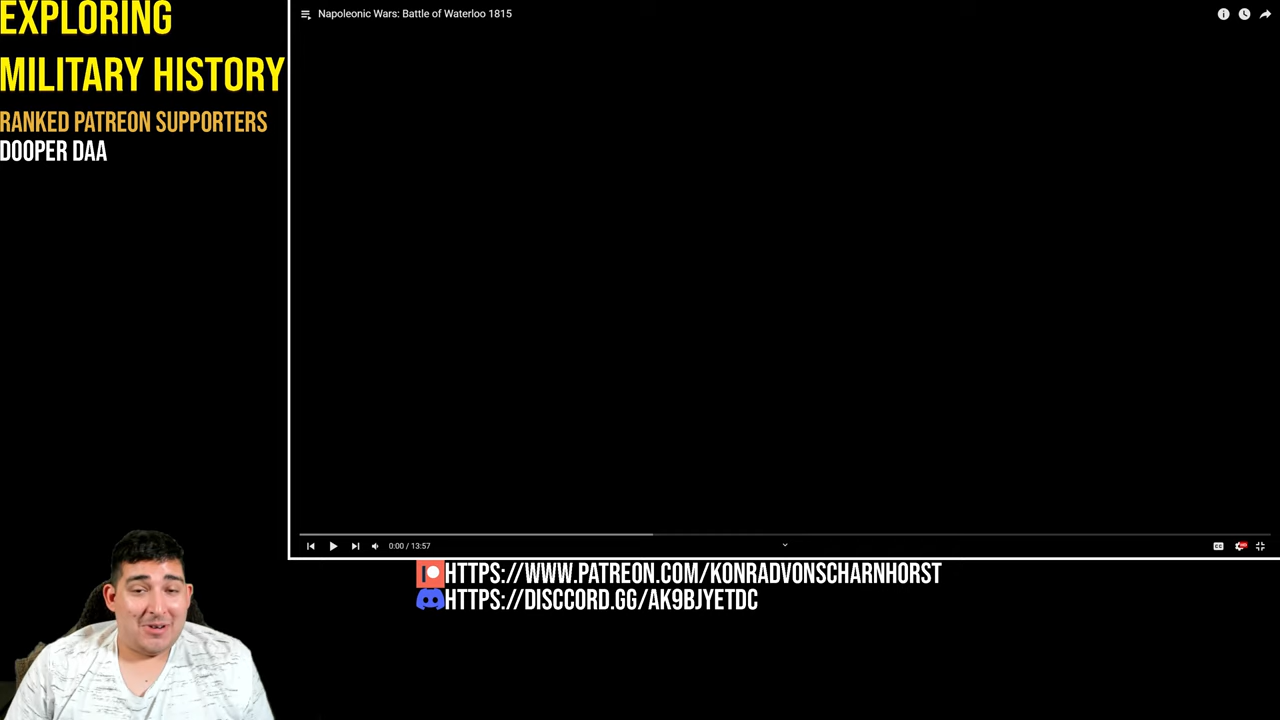 EXPLORING
MILITARY HISTORY
RANKED PATREON SUPPORTERS
DOOPER DAA
Napoleonic Wars: Battle of Waterloo 1815
0:00 / 13:57
CC
HTTPS://WWW.PATREON.COM/KONRADVONSCHARNHORST
HTTPS://DISCCORD.GG/AK9BJYETDC